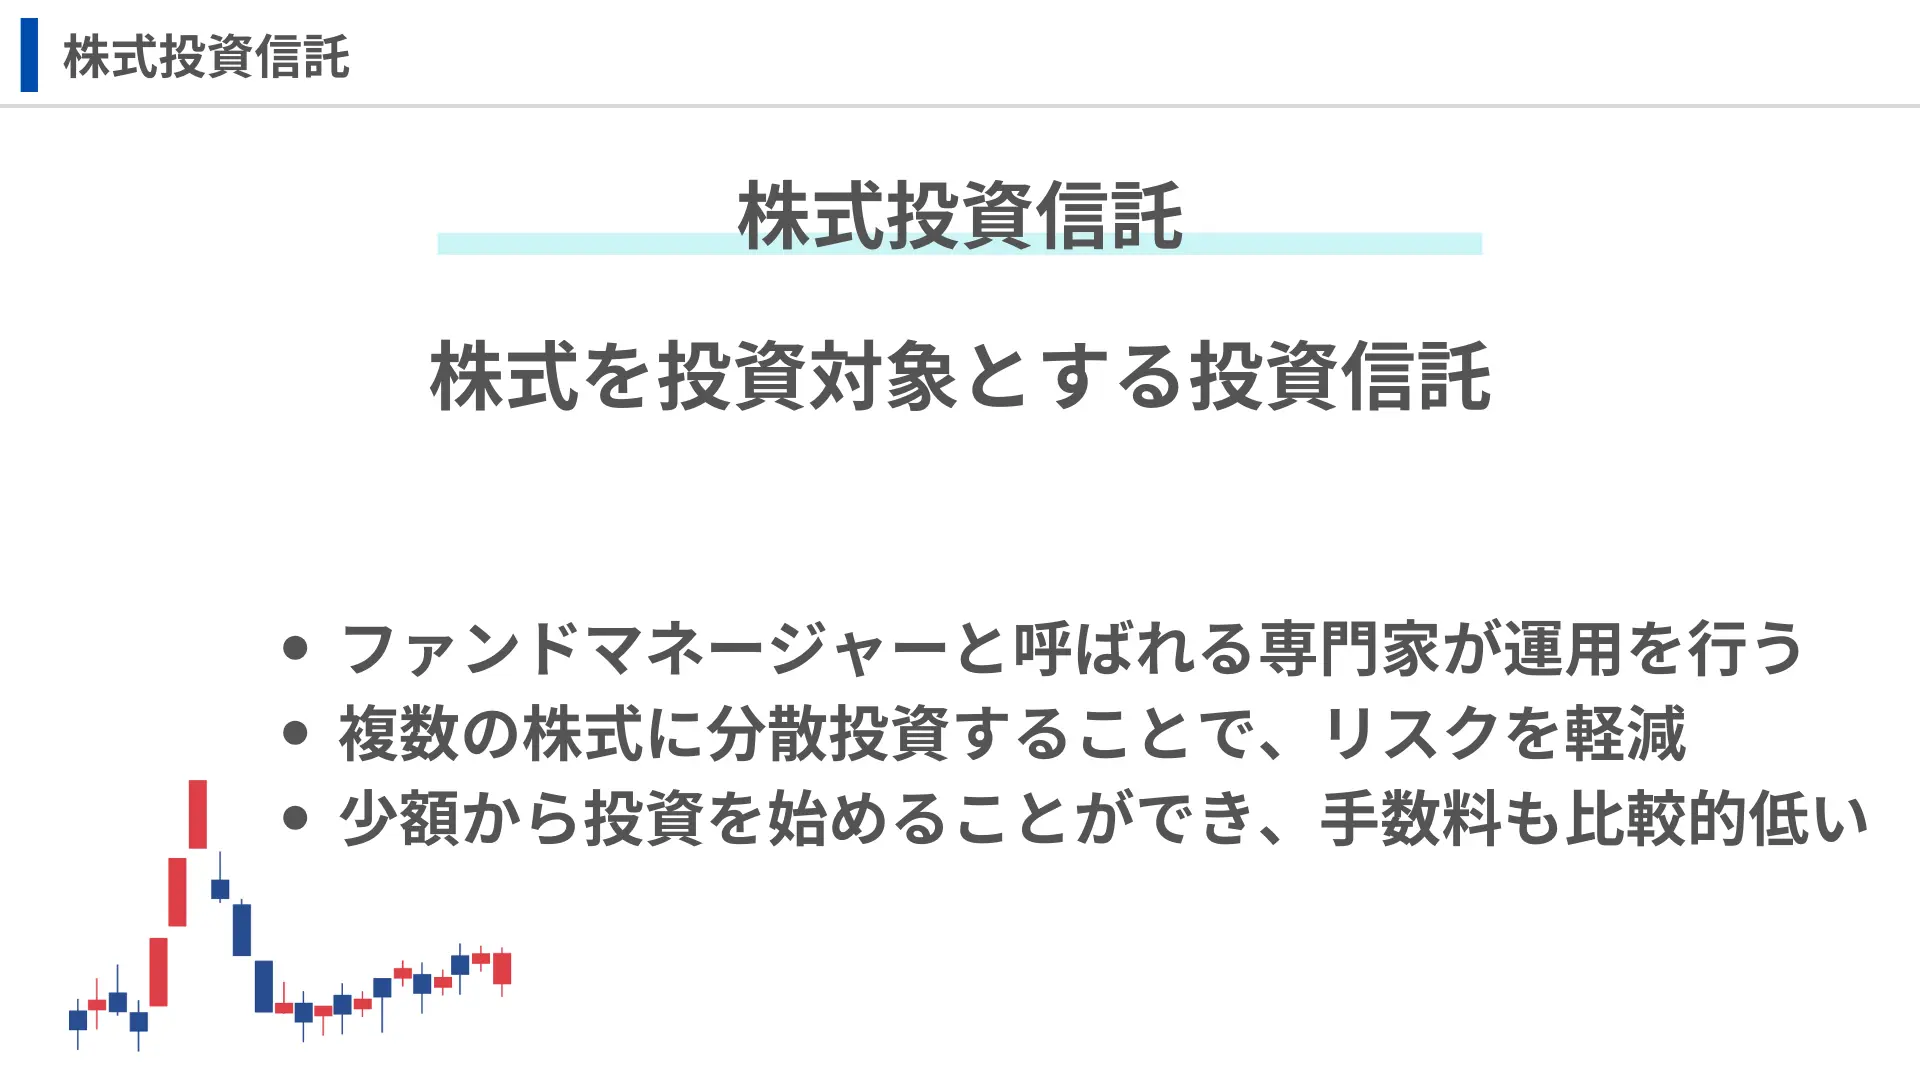 株式投資信託
株式投資信託
株式を投資対象とする投資信託
• ファンドマネージャーと呼ばれる専門家が運用を行う
• 複数の株式に分散投資することで、リスクを軽減
• 少額から投資を始めることができ、手数料も比較的低い